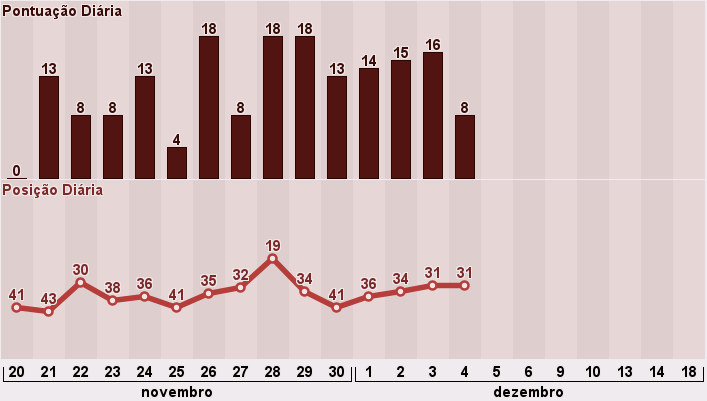 Pontuação Diária
0 13 8 8 13 4 18 8 18 18 13 14 15 16 8
Posição Diária
41 43 30 38 36 41 35 32 19 34 41 36 34 31 31
20 21 22 23 24 25 26 27 28 29 30 1 2 3 4 5 6 9 10 13 14 18
novembro dezembro